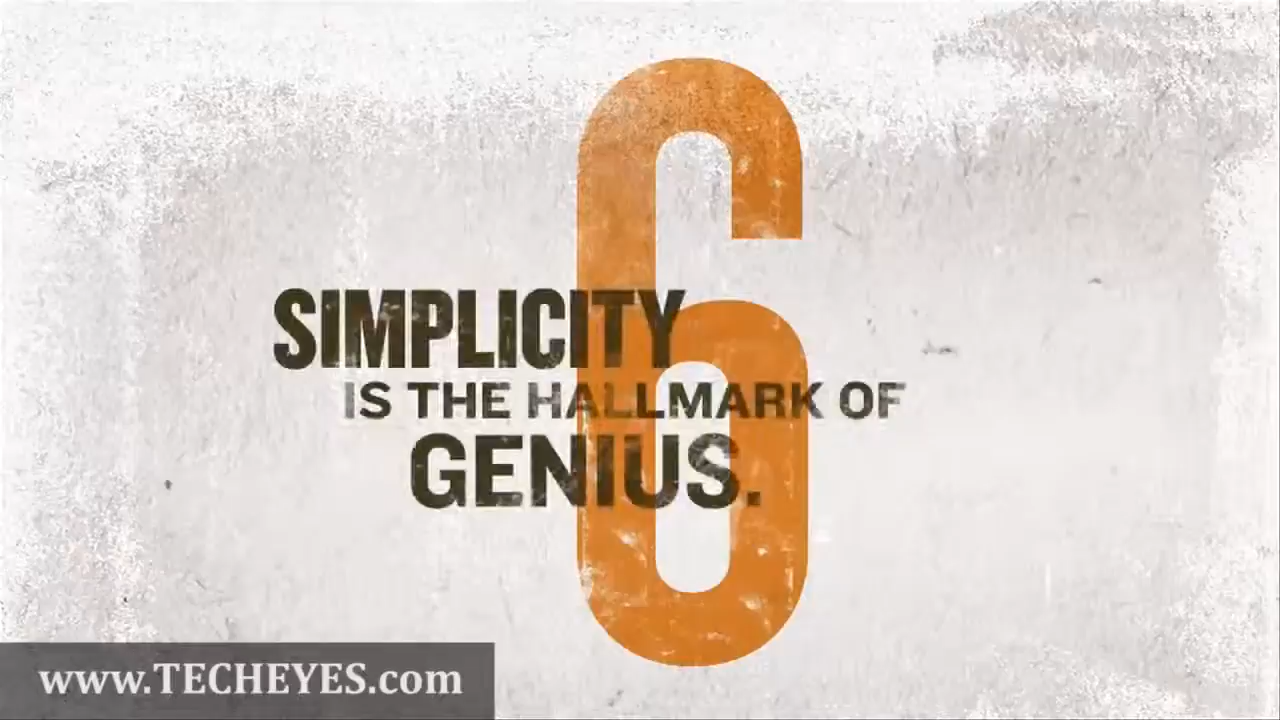 6
SIMPLICITY
IS THE HALLMARK OF
GENIUS.
www.TECHEYES.com